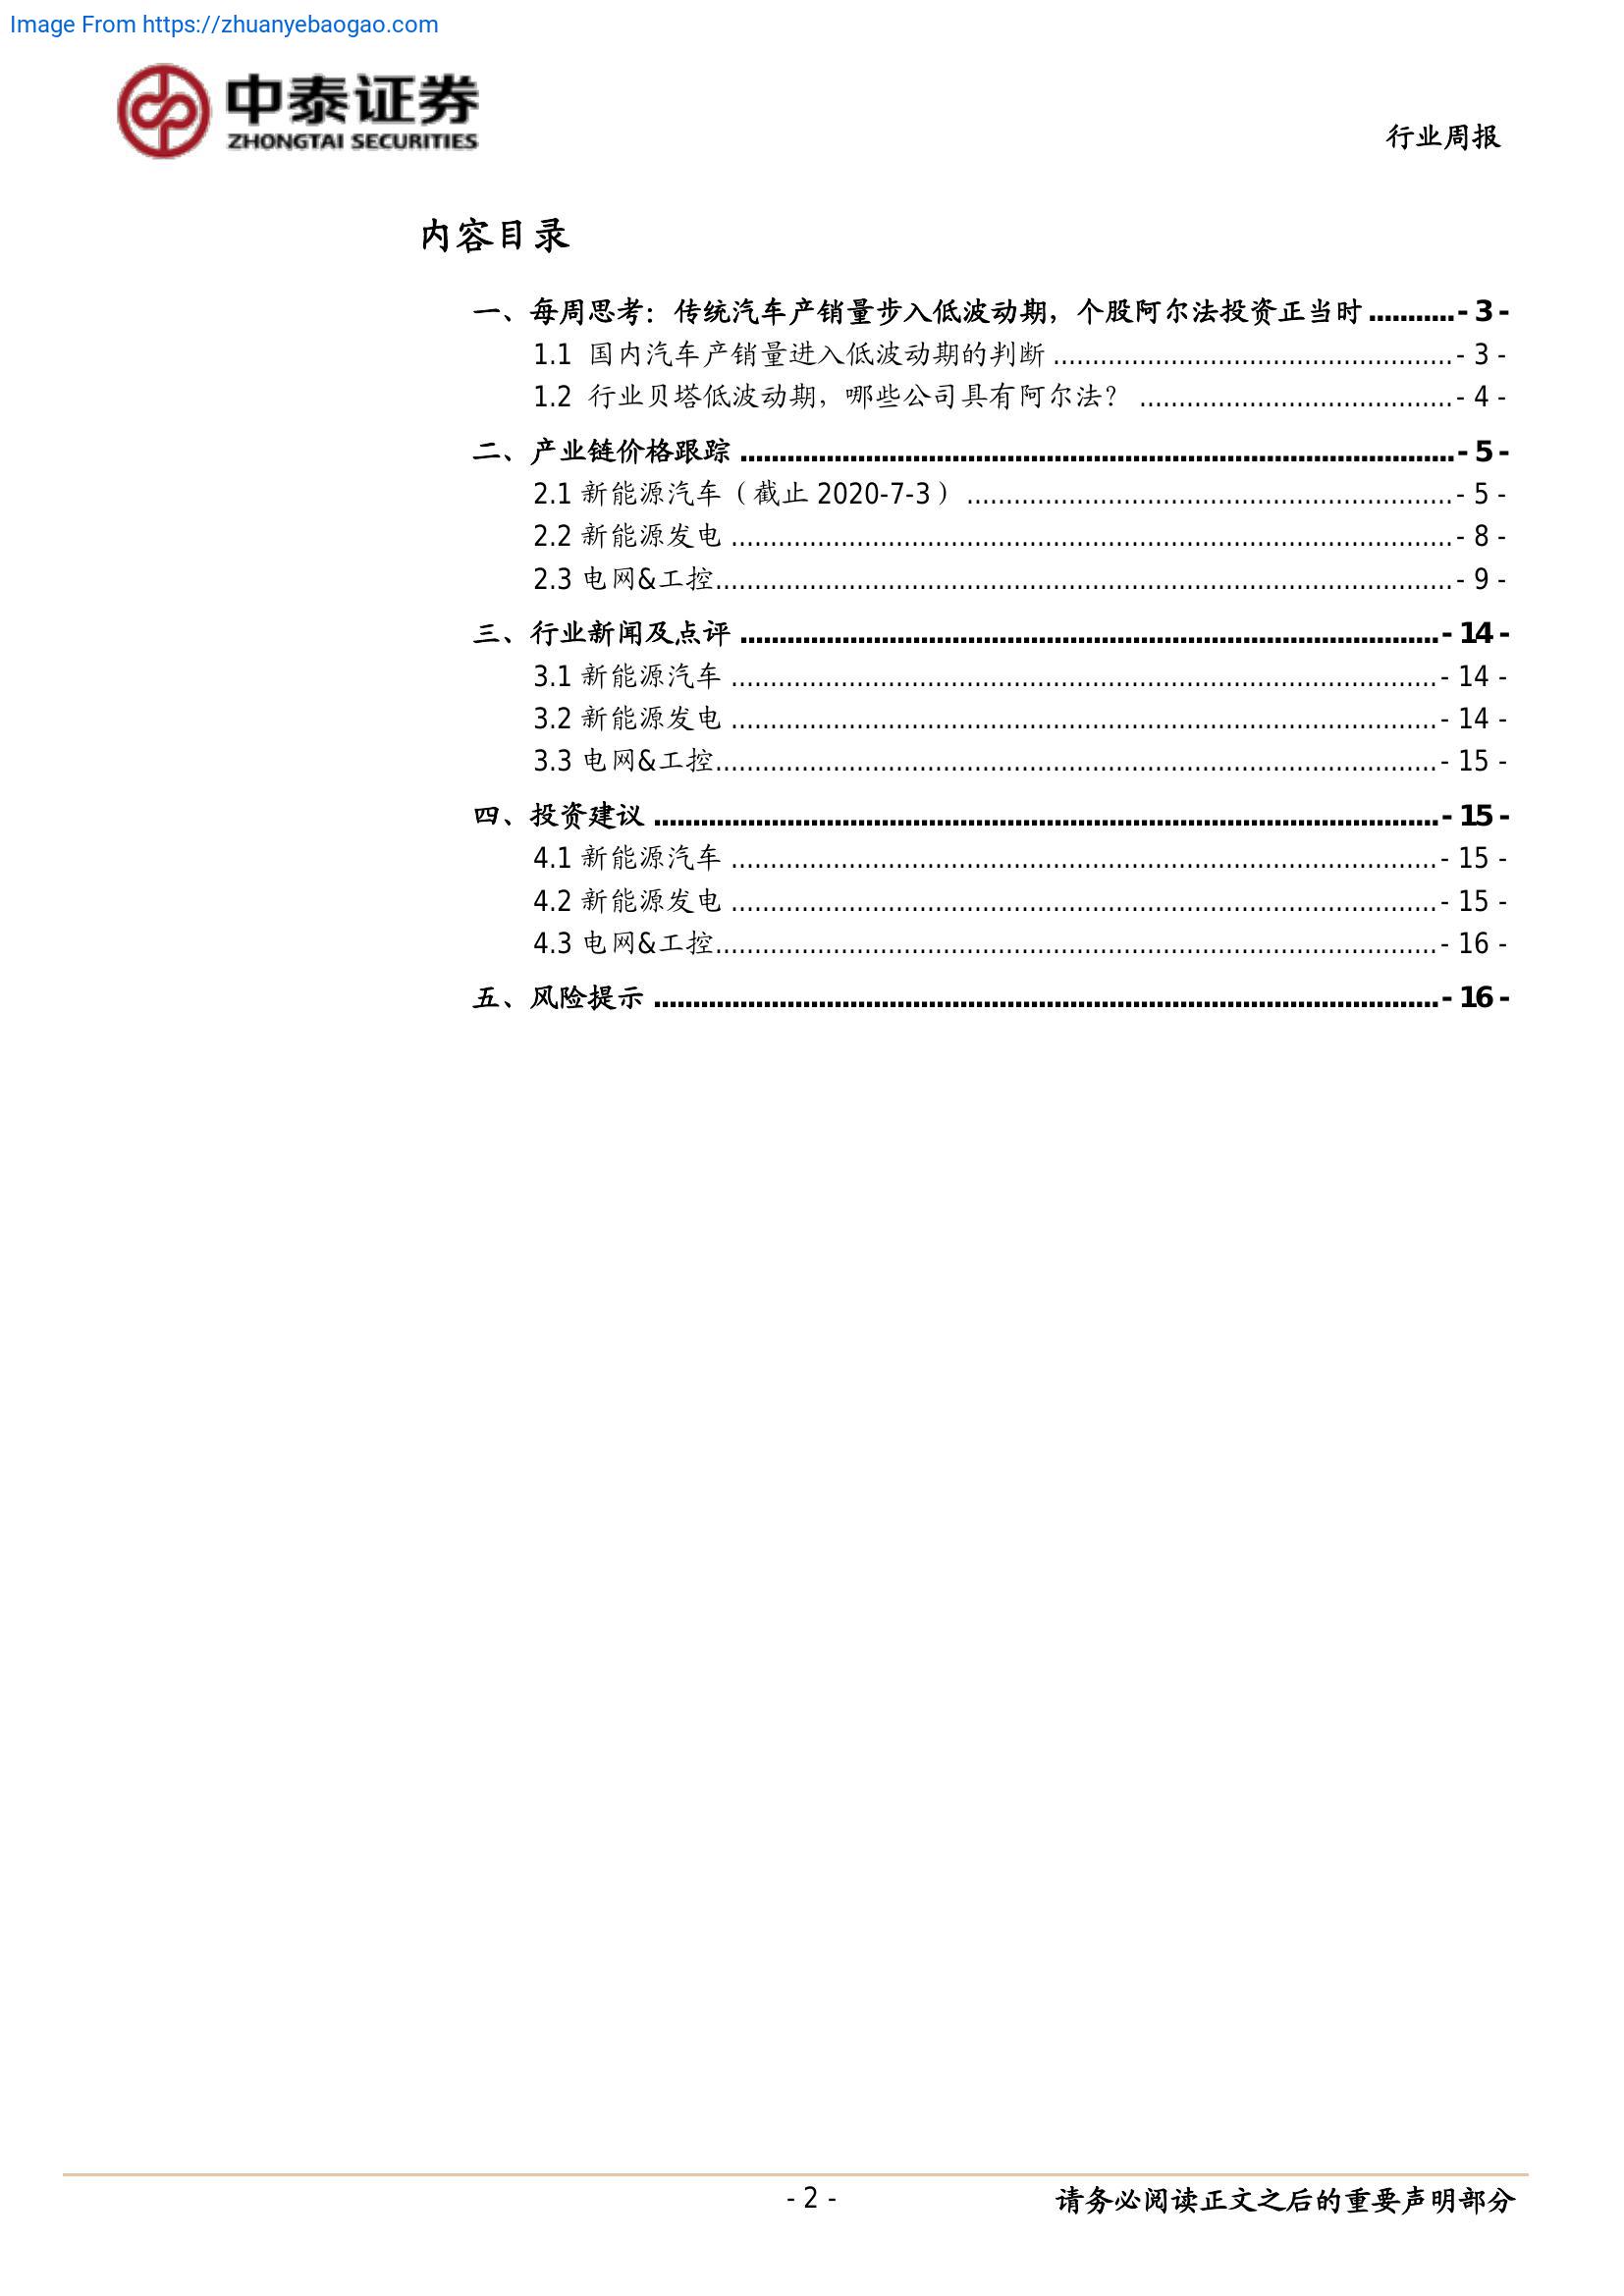 Image From https://zhuanyebaogao.com
中泰证券
ZHONGTAI SECURITIES
行业周报
内容目录
一、每周思考：传统汽车产销量步入低波动期，个股阿尔法投资正当时 ...........- 3 -
1.1 国内汽车产销量进入低波动期的判断 ...................................................- 3 -
1.2 行业贝塔低波动期，哪些公司具有阿尔法？ ........................................- 4 -
二、产业链价格跟踪 ...........................................................................................- 5 -
2.1 新能源汽车（截止 2020-7-3） ..............................................................- 5 -
2.2 新能源发电 ............................................................................................- 8 -
2.3 电网&工控..............................................................................................- 9 -
三、行业新闻及点评 .........................................................................................- 14 -
3.1 新能源汽车 ..........................................................................................- 14 -
3.2 新能源发电 ..........................................................................................- 14 -
3.3 电网&工控............................................................................................- 15 -
四、投资建议 ....................................................................................................- 15 -
4.1 新能源汽车 ..........................................................................................- 15 -
4.2 新能源发电 ..........................................................................................- 15 -
4.3 电网&工控............................................................................................- 16 -
五、风险提示 ....................................................................................................- 16 -
- 2 -
请务必阅读正文之后的重要声明部分